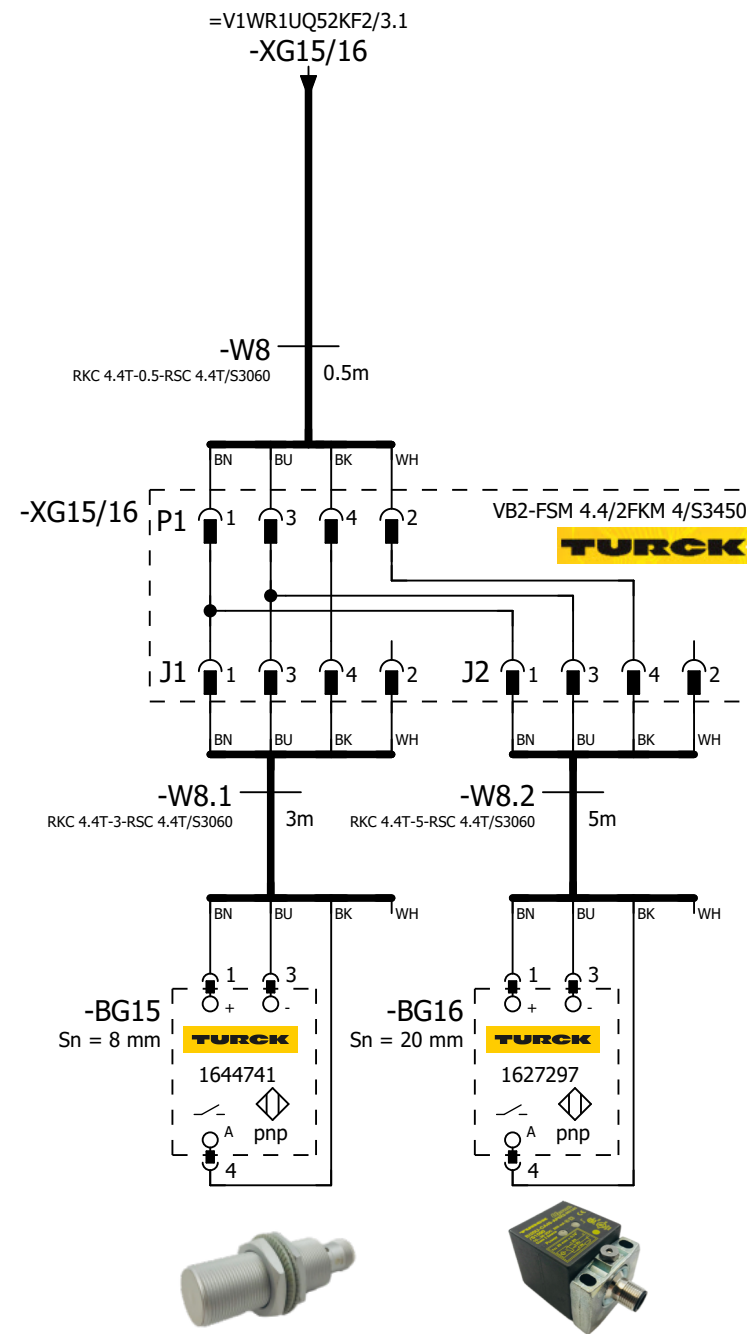 =V1WR1UQ52KF2/3.1
-XG15/16
-W8
RKC 4.4T-0.5-RSC 4.4T/S3060
0.5m
BN BU BK WH
-XG15/16 P1 1 3 4 2 VB2-FSM 4.4/2FKM 4/S3450
TURCK
J1 1 3 4 2 J2 1 3 4 2
BN BU BK WH BN BU BK WH
-W8.1 -W8.2
RKC 4.4T-3-RSC 4.4T/S3060 3m RKC 4.4T-5-RSC 4.4T/S3060 5m
BN BU BK WH BN BU BK WH
1 3 1 3
-BG15 + - -BG16 + -
Sn = 8 mm TURCK Sn = 20 mm TURCK
1644741 1627297
A pnp A pnp
4 4